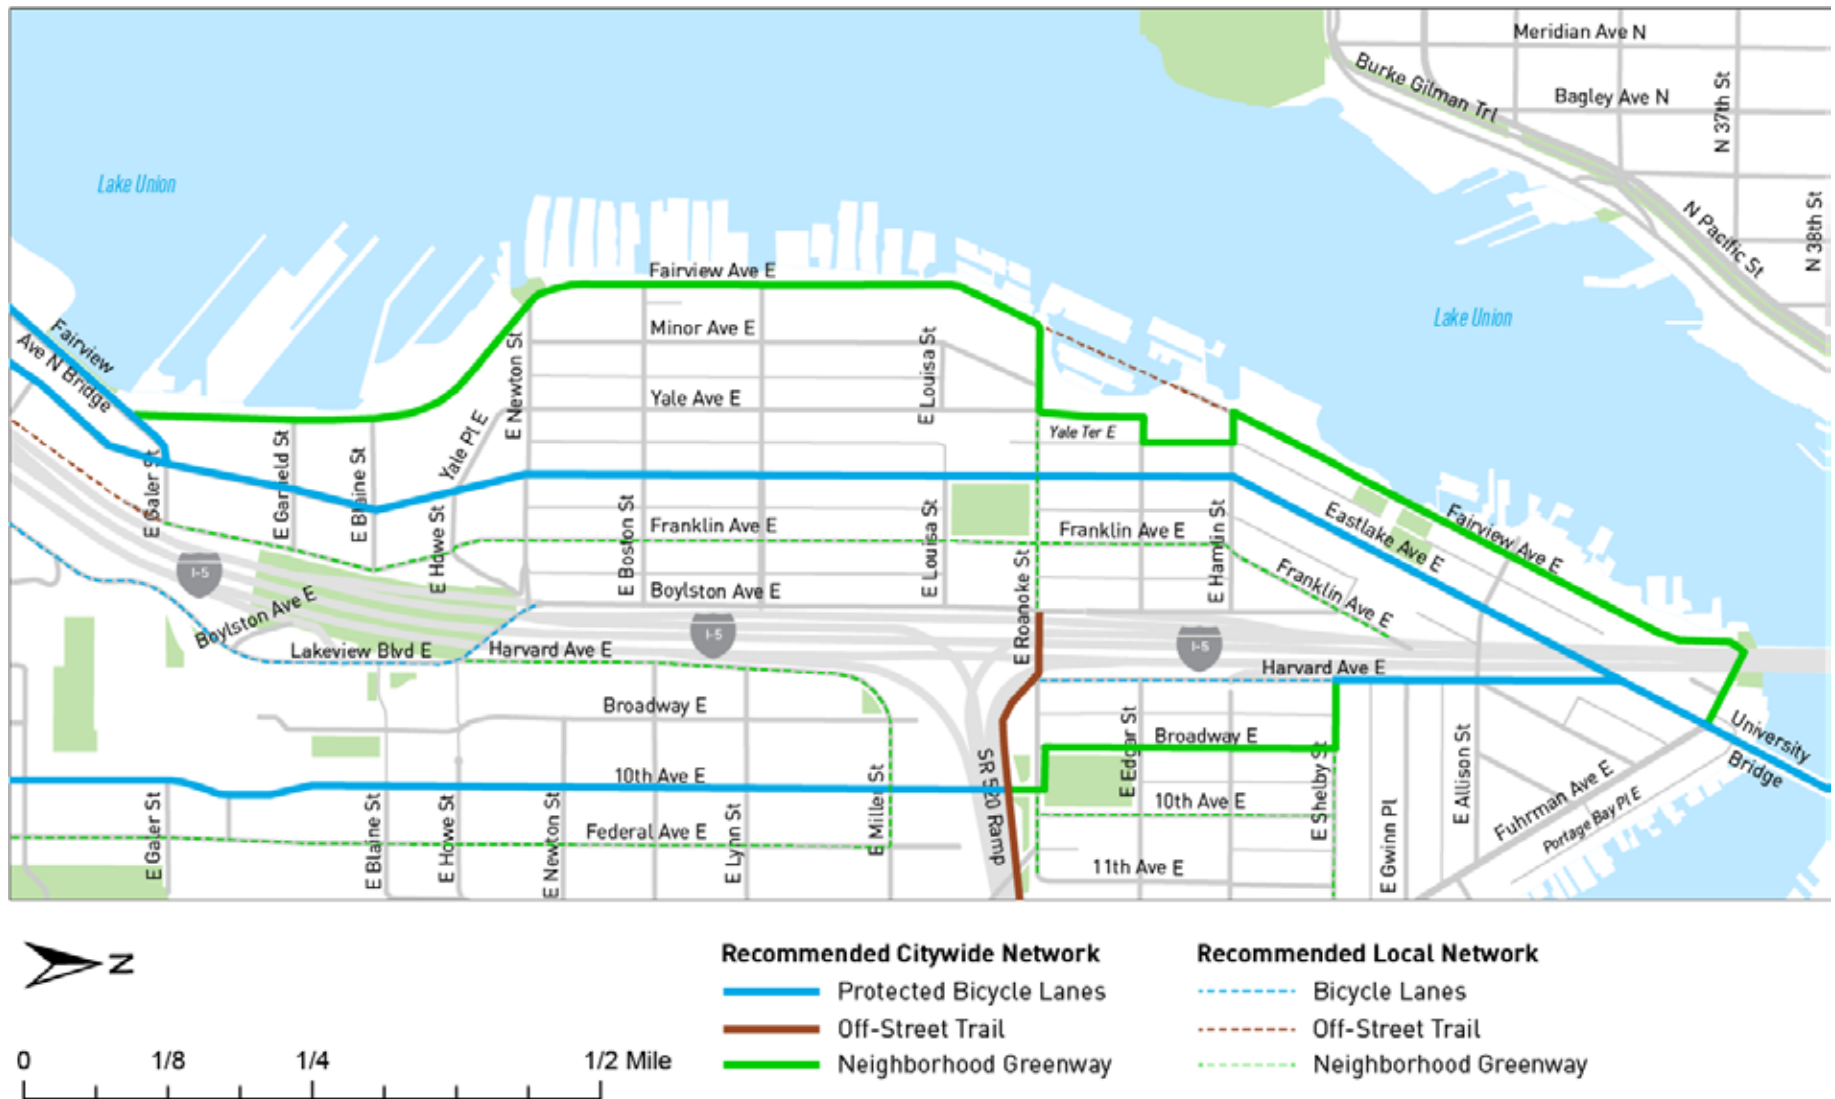 Meridian Ave N
Burke Gilman Trl
Bagley Ave N
N 37th St
Lake Union
N Pacific St
N 38th St
Fairview Ave E
Lake Union
Fairview
Ave N Bridge
Minor Ave E
E Newton St
E Louisa St
Yale Ave E
Yale Pl E
Yale Ter E
E Galer St
E Garfield St
E Blaine St
E Howe St
E Boston St
Franklin Ave E
E Louisa St
Franklin Ave E
E Hamlin St
Eastlake Ave E
Fairview Ave E
I-5
Boylston Ave E
Boylston Ave E
E Roanoke St
Franklin Ave E
I-5
I-5
Lakeview Blvd E
Harvard Ave E
Harvard Ave E
Broadway E
Broadway E
E Edgar St
University
Bridge
10th Ave E
SR 520 Ramp
E Shelby St
E Allison St
E Galer St
E Blaine St
E Howe St
E Newton St
Federal Ave E
E Lynn St
E Miller St
10th Ave E
11th Ave E
E Gwinn Pl
Fuhrman Ave E
Portage Bay Pl E
N
0 1/8 1/4 1/2 Mile
Recommended Citywide Network
Protected Bicycle Lanes
Off-Street Trail
Neighborhood Greenway
Recommended Local Network
Bicycle Lanes
Off-Street Trail
Neighborhood Greenway